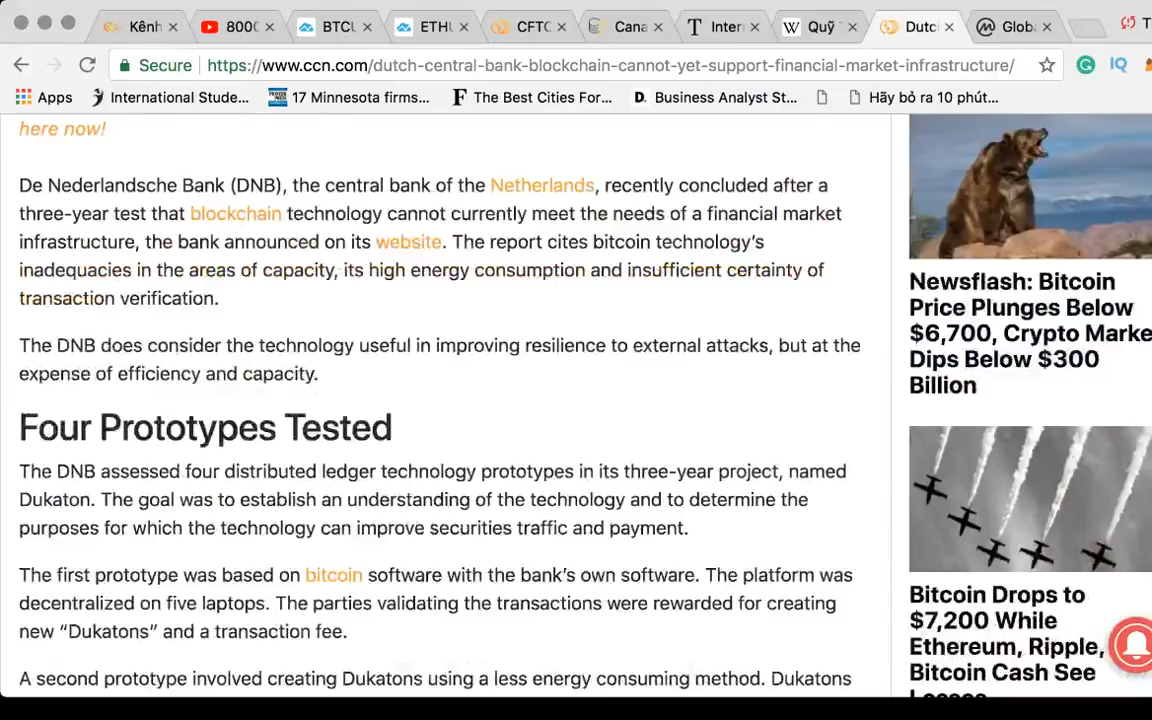 Kênh
800(
BTCU
ETHU
CFTC
Cana
Inter
Quỹ
Dutc
Glob
Secure
https://www.ccn.com/dutch-central-bank-blockchain-cannot-yet-support-financial-market-infrastructure/
Apps
International Stude...
17 Minnesota firms...
The Best Cities For...
Business Analyst St...
Hãy bỏ ra 10 phút...
here now!
De Nederlandsche Bank (DNB), the central bank of the Netherlands, recently concluded after a
three-year test that blockchain technology cannot currently meet the needs of a financial market
infrastructure, the bank announced on its website. The report cites bitcoin technology's
inadequacies in the areas of capacity, its high energy consumption and insufficient certainty of
transaction verification.
The DNB does consider the technology useful in improving resilience to external attacks, but at the
expense of efficiency and capacity.
Four Prototypes Tested
The DNB assessed four distributed ledger technology prototypes in its three-year project, named
Dukaton. The goal was to establish an understanding of the technology and to determine the
purposes for which the technology can improve securities traffic and payment.
The first prototype was based on bitcoin software with the bank's own software. The platform was
decentralized on five laptops. The parties validating the transactions were rewarded for creating
new “Dukatons” and a transaction fee.
A second prototype involved creating Dukatons using a less energy consuming method. Dukatons
Newsflash: Bitcoin
Price Plunges Below
$6,700, Crypto Marke
Dips Below $300
Billion
Bitcoin Drops to
$7,200 While
Ethereum, Ripple,
Bitcoin Cash See